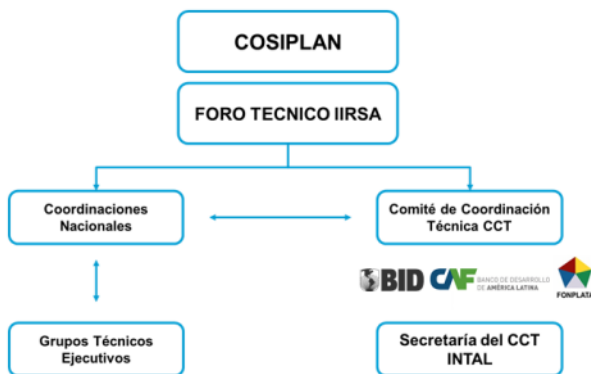 COSIPLAN
FORO TECNICO IIRSA
Coordinaciones
Nacionales
Comité de Coordinación
Técnica CCT
BID
CAF
BANCO DE DESARROLLO
DE AMÉRICA LATINA
FONPLATA
Grupos Técnicos
Ejecutivos
Secretaría del CCT
INTAL